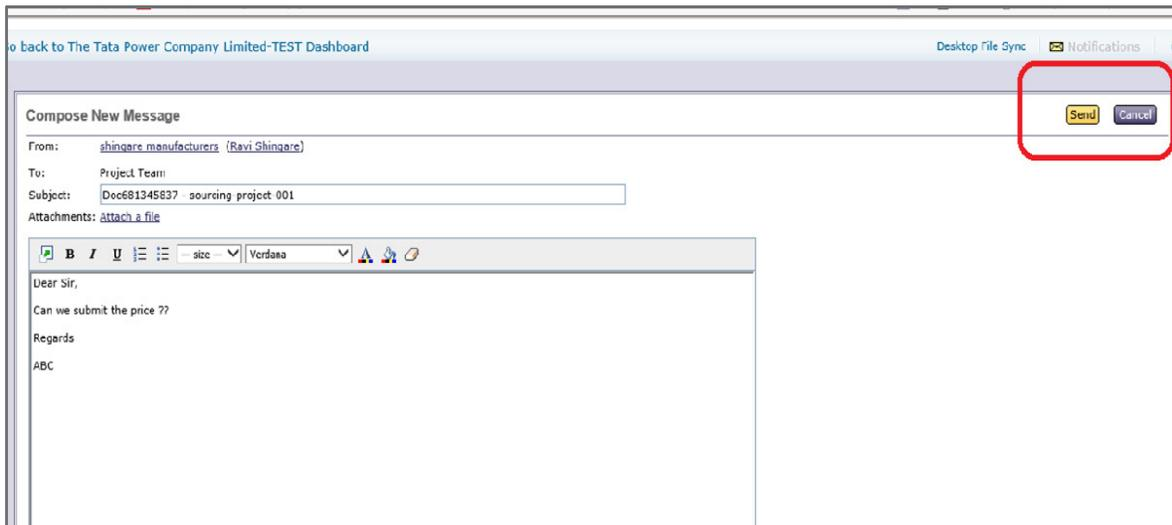 o back to The Tata Power Company Limited-TEST Dashboard Desktop File Sync Notifications
Compose New Message Send Cancel
From: shingare manufacturers (Ravi Shingare)
To: Project Team
Subject: Doc681345837 - sourcing-project-001
Attachments: Attach a file
B I U — size — Verdana A
Dear Sir,
Can we submit the price ??
Regards
ABC